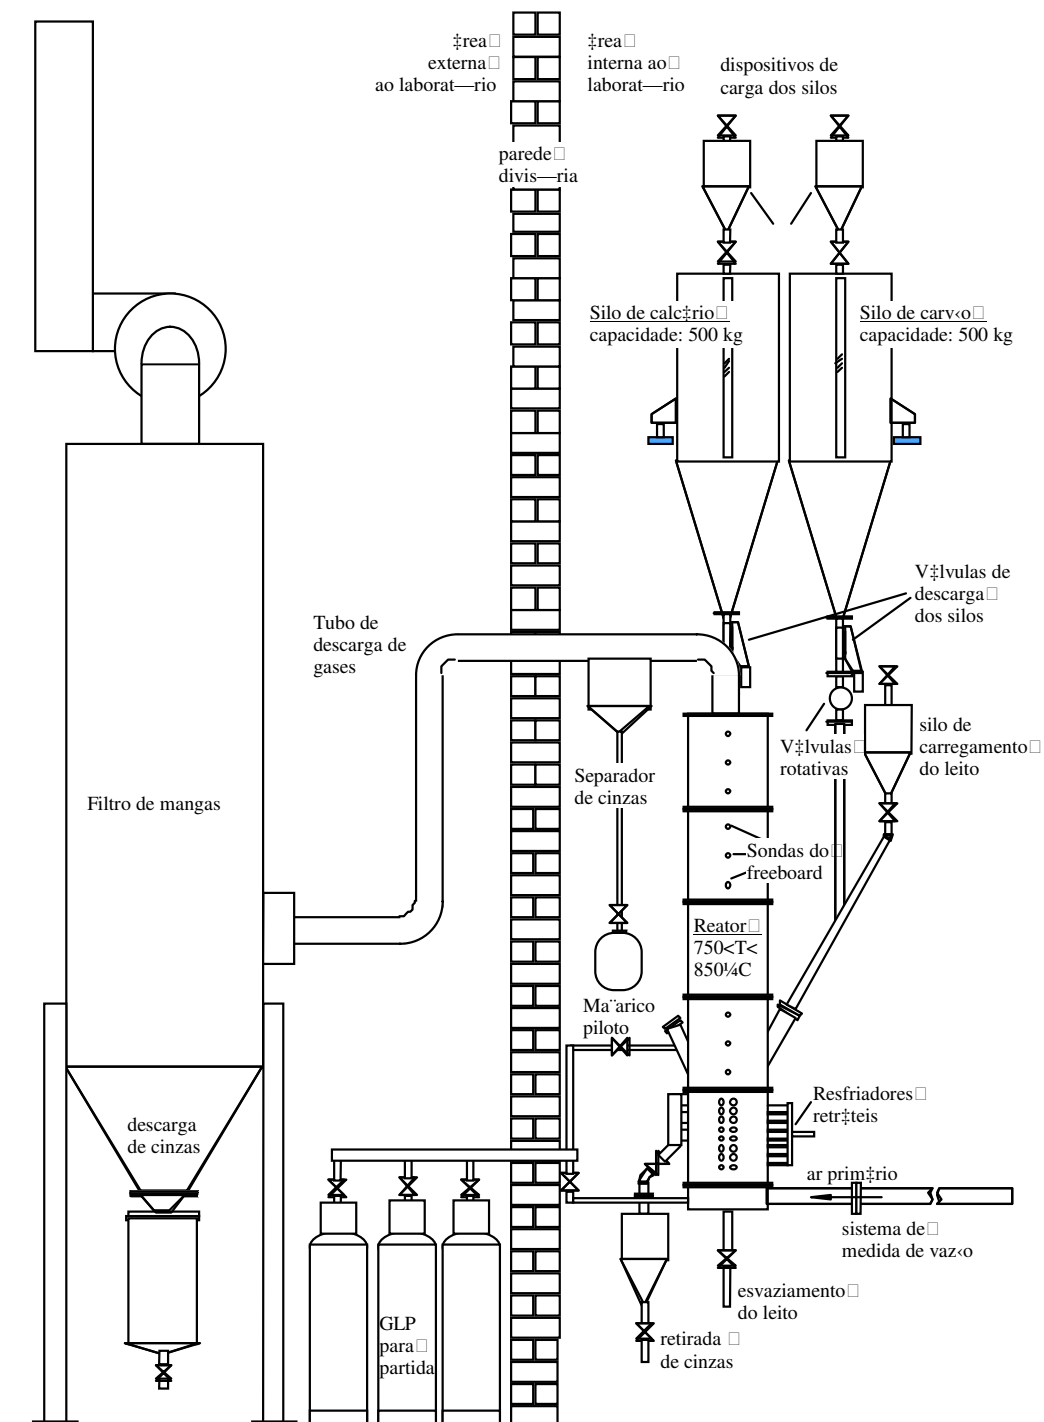 ‡rea□
externa□
ao laborat—rio
‡rea□
interna ao□
laborat—rio
dispositivos de
carga dos silos
parede□
divis—ria
Silo de calc‡rio□
capacidade: 500 kg
Silo de carv‹o□
capacidade: 500 kg
V‡lvulas de
descarga□
dos silos
Tubo de
descarga de
gases
silo de
carregamento□
do leito
V‡lvulas□
rotativas
Separador
de cinzas
Filtro de mangas
Sondas do□
freeboard
Reator□
750<T<
850¼C
Ma¨arico
piloto
Resfriadores□
retr‡teis
descarga
de cinzas
ar prim‡rio
sistema de□
medida de vaz‹o
esvaziamento□
do leito
GLP
para□
partida
retirada □
de cinzas